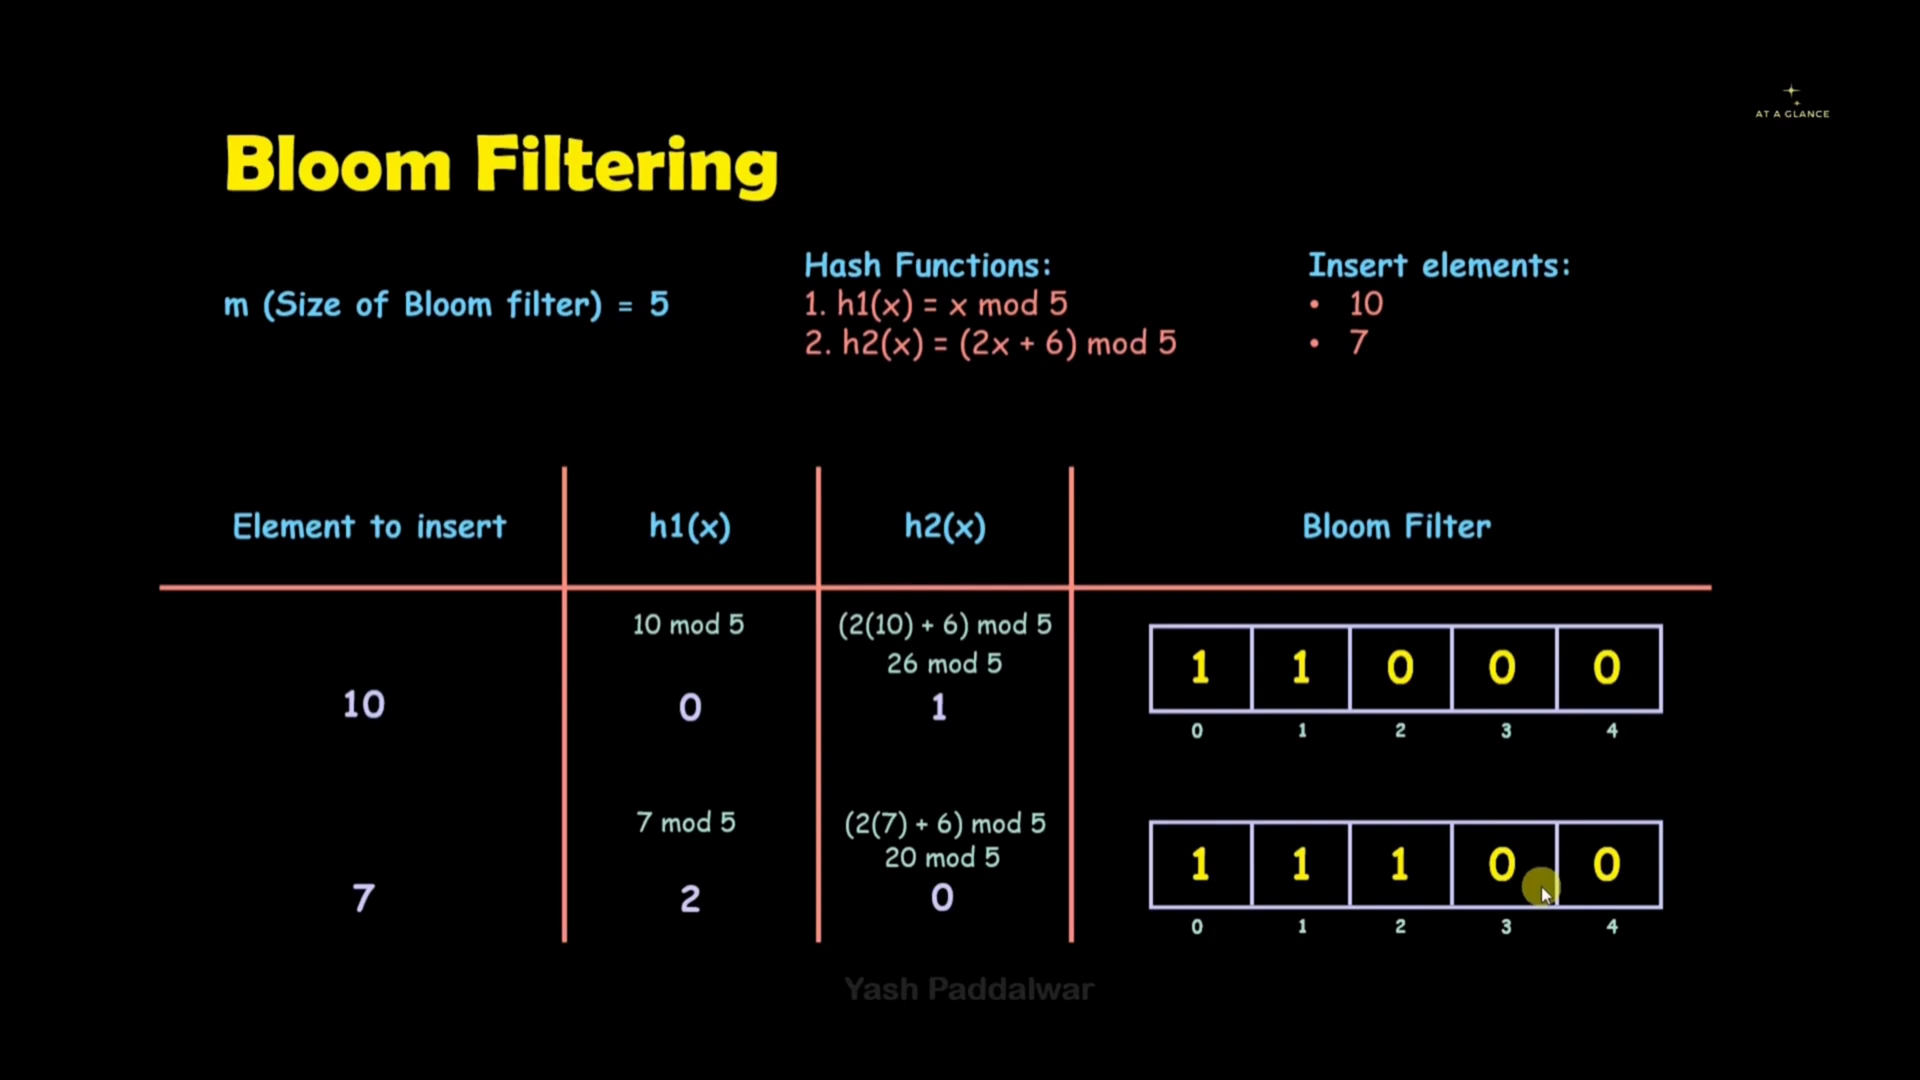 AT A GLANCE
Bloom Filtering
m (Size of Bloom filter) = 5
Hash Functions:
1. h1(x) = x mod 5
2. h2(x) = (2x + 6) mod 5
Insert elements:
• 10
• 7
Element to insert
h1(x)
h2(x)
Bloom Filter
10
10 mod 5
0
(2(10) + 6) mod 5
26 mod 5
1
1 1 0 0 0
0 1 2 3 4
7
7 mod 5
2
(2(7) + 6) mod 5
20 mod 5
0
1 1 1 0 0
0 1 2 3 4
Yash Paddalwar